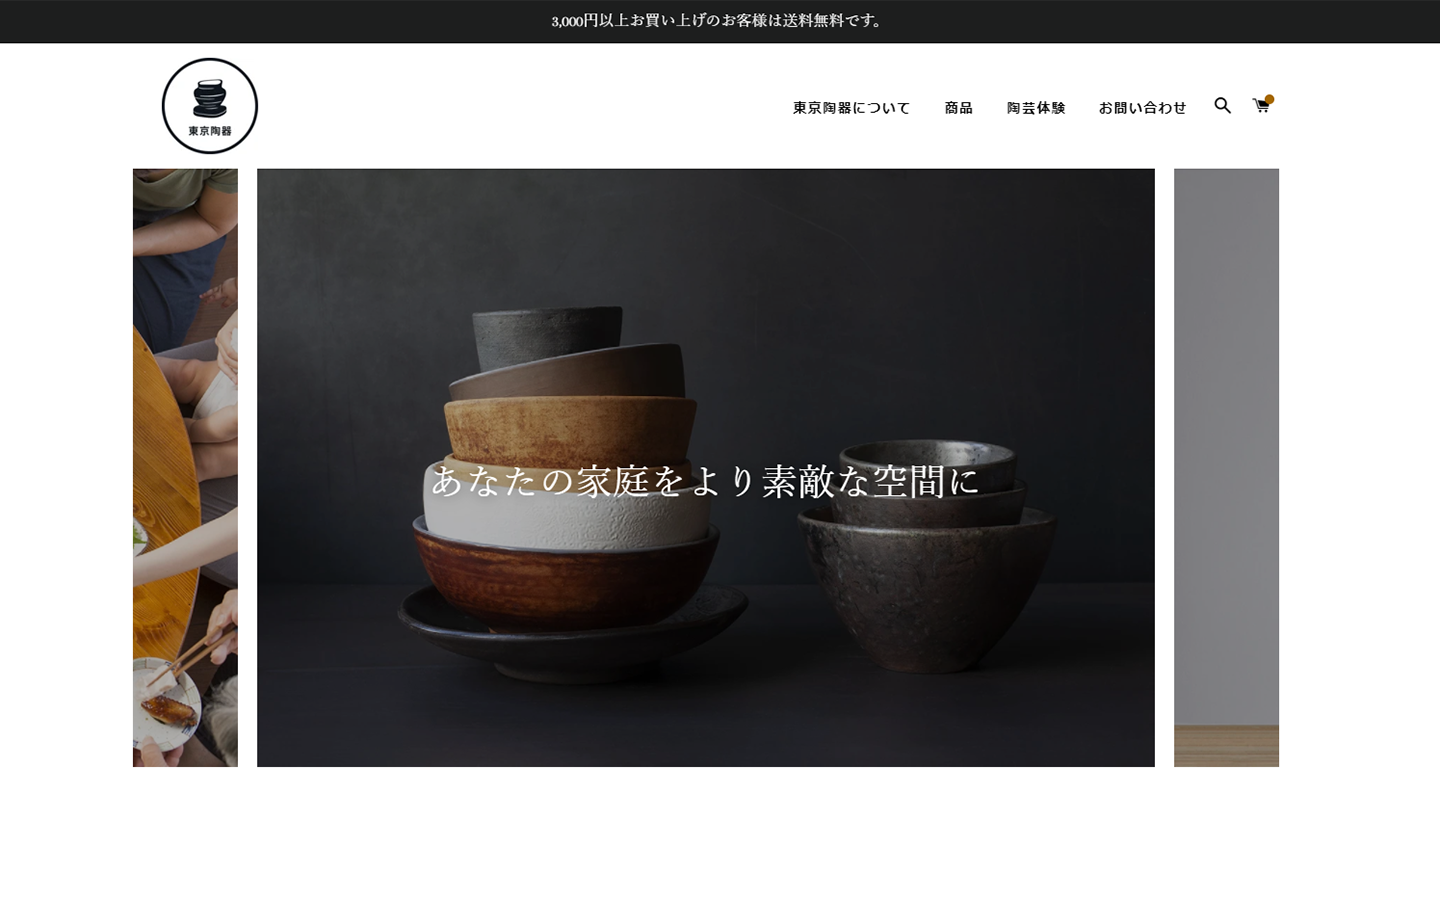 3,000円以上お買い上げのお客様は送料無料です。
東京陶器
東京陶器について
商品
陶芸体験
お問い合わせ
あなたの家庭をより素敵な空間に